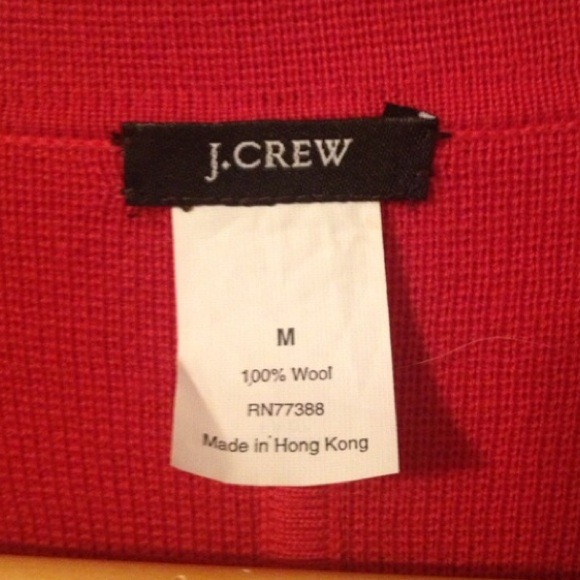 J.CREW
M
100% Wool
RN77388
Made in Hong Kong